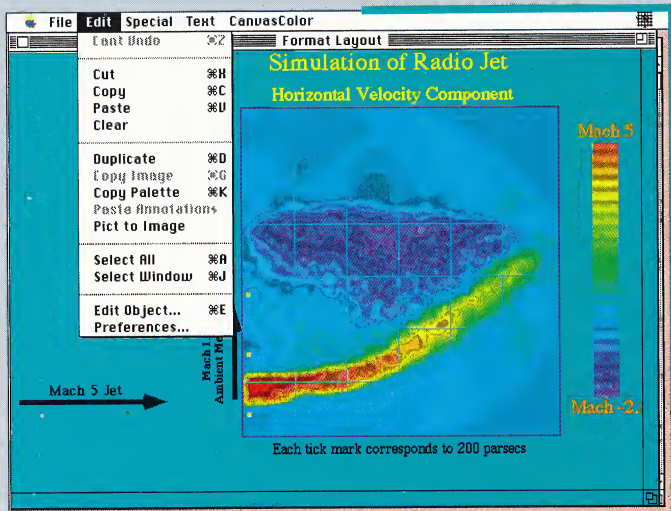 File Edit Special Text CanvasColor
Format Layout
Cant Undo ⌘Z
Cut ⌘X
Copy ⌘C
Paste ⌘V
Clear
Duplicate ⌘D
Copy Image ⌘G
Copy Palette ⌘K
Paste Annotations
Pict to Image
Select All ⌘A
Select Window ⌘J
Edit Object... ⌘E
Preferences...
Simulation of Radio Jet
Horizontal Velocity Component
Mach 5
Mach -2.
Mach 1
Ambient Me
Mach 5 Jet
Each tick mark corresponds to 200 parsecs